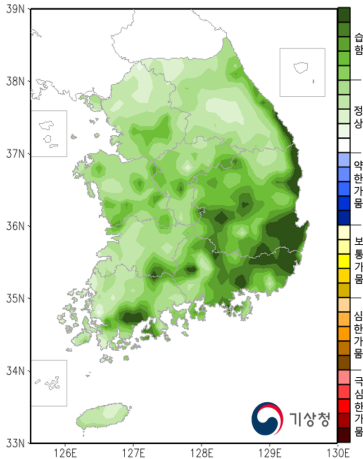 39N
38N
37N
36N
35N
34N
33N
126E
127E
128E
129E
130E
습함
정상
약한가뭄
보통가뭄
심한가뭄
극심한가뭄
기상청